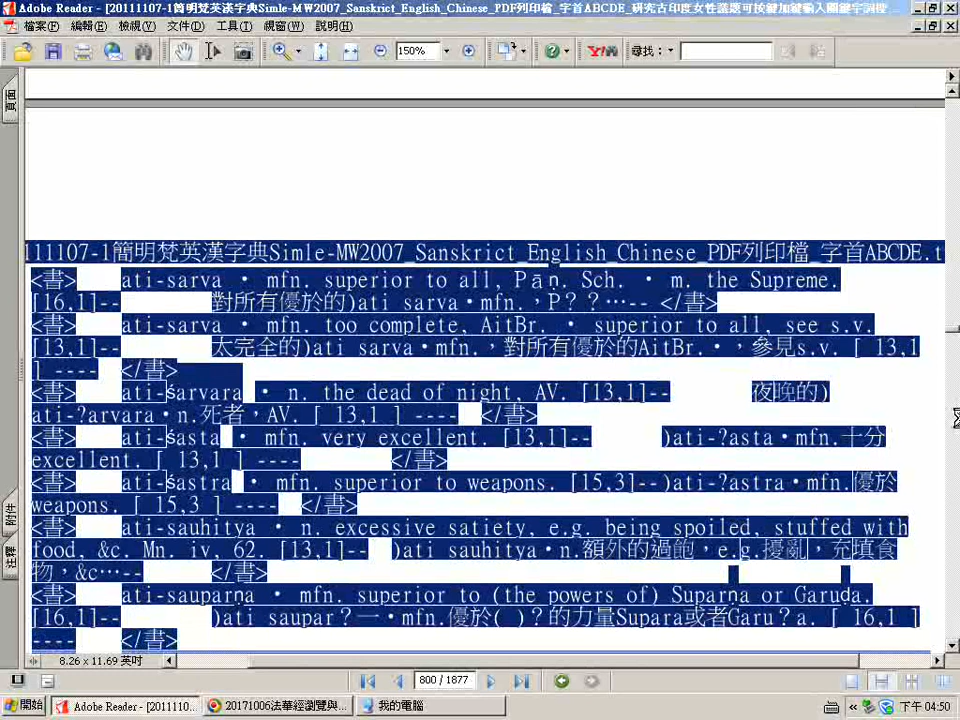 Adobe Reader - [20111107-1簡明梵英漢字典Simle-MW2007_Sanskrict_English_Chinese_PDF列印檔_字首ABCDE_研究古印度女性議題可按鍵加鍵輸入關鍵字詞搜
檔案(F) 編輯(E) 檢視(V) 文件(D) 工具(T) 視窗(W) 說明(H)
150% Y! 尋找：
頁面
111107-1簡明梵英漢字典Simle-MW2007_Sanskrict_English_Chinese_PDF列印檔_字首ABCDE.t
<書> ati-sarva · mfn. superior to all, Pāṇ. Sch. · m. the Supreme.
[16,1]-- 對所有優於的)ati sarva·mfn.，P？？…-- </書>
<書> ati-sarva · mfn. too complete, AitBr. · superior to all, see s.v.
[13,1]-- 太完全的)ati sarva·mfn.，對所有優於的AitBr.·，參見s.v. [ 13,1
] ---- </書>
<書> ati-śarvara · n. the dead of night, AV. [13,1]-- 夜晚的)
ati-?arvara·n.死者，AV. [ 13,1 ] ---- </書>
<書> ati-śasta · mfn. very excellent. [13,1]-- )ati-?asta·mfn.十分
excellent. [ 13,1 ] ---- </書>
<書> ati-śastra · mfn. superior to weapons. [15,3]--)ati-?astra·mfn.優於
weapons. [ 15,3 ] ---- </書>
<書> ati-sauhitya · n. excessive satiety, e.g. being spoiled, stuffed with
food, &c. Mn. iv, 62. [13,1]-- )ati sauhitya·n.額外的過飽，e.g.擾亂，充填食
物，&c…-- </書>
<書> ati-sauparṇa · mfn. superior to (the powers of) Suparṇa or Garuḍa.
[16,1]-- )ati saupar？一·mfn.優於( )？的力量Supara或者Garu？a. [ 16,1 ]
---- </書>
附件
注釋
8.26 x 11.69 英吋
800 / 1877
開始 Adobe Reader - [2011110... 20171006法華經瀏覽與... 我的電腦 « 下午 04:50